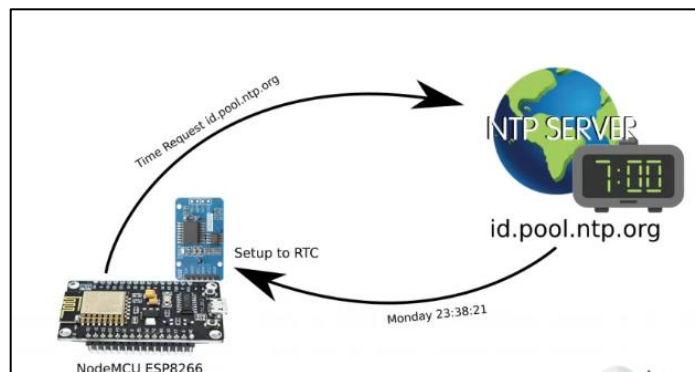 Time Request id.pool.ntp.org
NTP SERVER
7:00
id.pool.ntp.org
Setup to RTC
Monday 23:38:21
NodeMCU ESP8266